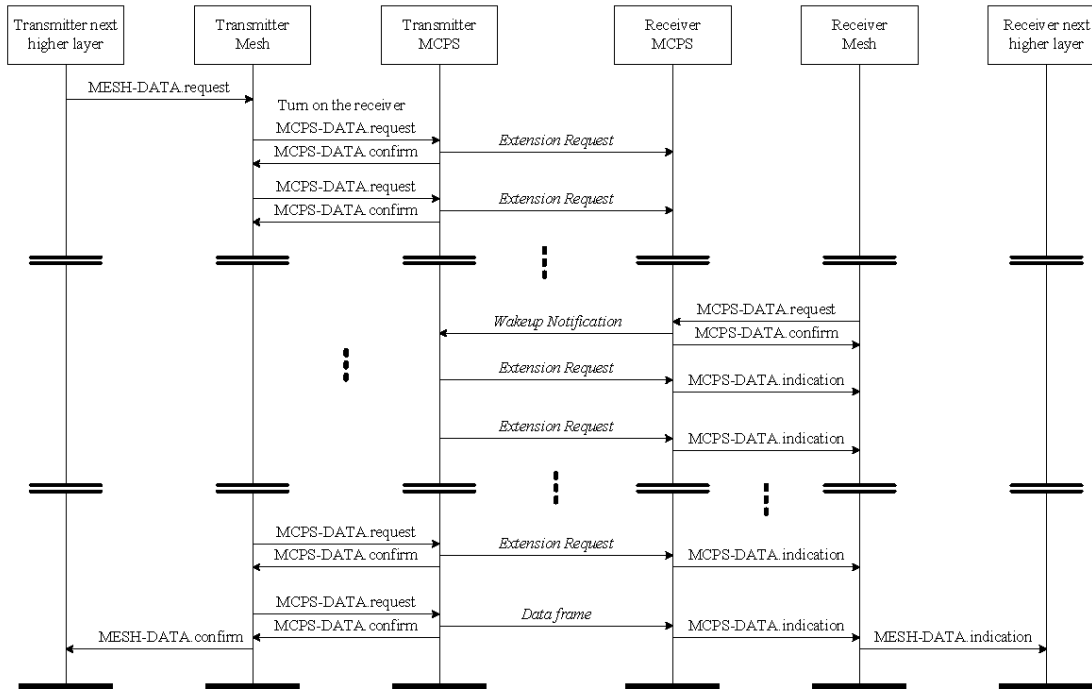 Transmitter next
higher layer
Transmitter
Mesh
Transmitter
MCPS
Receiver
MCPS
Receiver
Mesh
Receiver next
higher layer
MESH-DATA.request
Turn on the receiver
MCPS-DATA.request
Extension Request
MCPS-DATA.confirm
MCPS-DATA.request
Extension Request
MCPS-DATA.confirm
MCPS-DATA.request
Wakeup Notification
MCPS-DATA.confirm
Extension Request
MCPS-DATA.indication
Extension Request
MCPS-DATA.indication
MCPS-DATA.request
Extension Request
MCPS-DATA.confirm
MCPS-DATA.indication
MCPS-DATA.request
Data frame
MCPS-DATA.confirm
MCPS-DATA.indication
MESH-DATA.confirm
MESH-DATA.indication